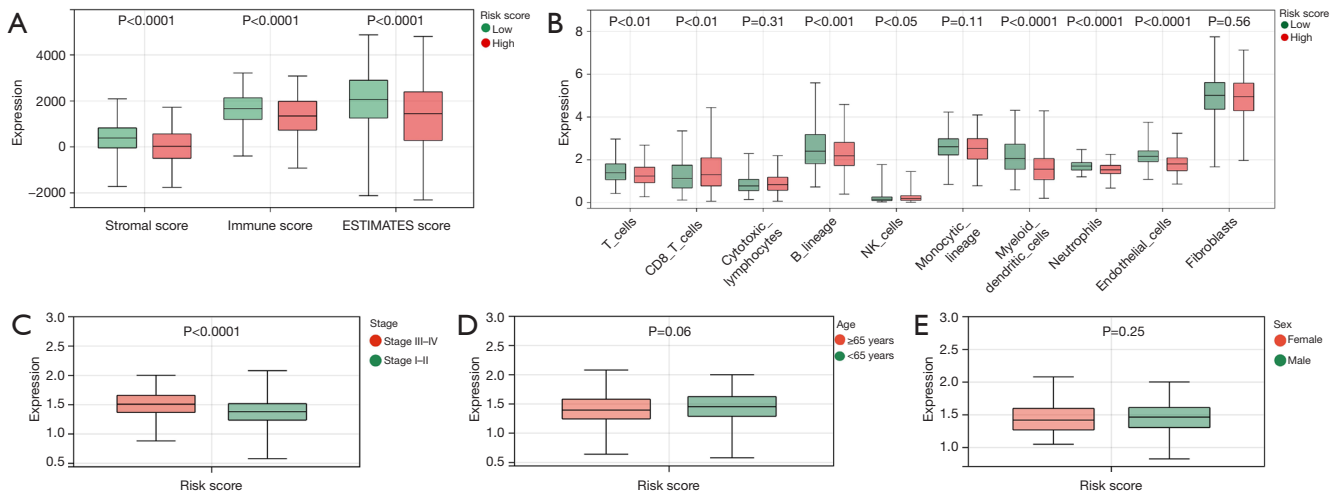 A
P<0.0001 P<0.0001 P<0.0001
Risk score
Low
High
Expression
4000
2000
0
−2000
Stromal score Immune score ESTIMATES score
B
P<0.01 P<0.01 P=0.31 P<0.001 P<0.05 P=0.11 P<0.0001 P<0.0001 P<0.0001 P=0.56
Risk score
Low
High
Expression
8
6
4
2
0
T_cells
CD8_T_cells
Cytotoxic_
lymphocytes
B_lineage
NK_cells
Monocytic_
lineage
Myeloid_
dendritic_cells
Neutrophils
Endothelial_cells
Fibroblasts
C
P<0.0001
Stage
Stage III–IV
Stage I–II
Expression
3.0
2.5
2.0
1.5
1.0
0.5
Risk score
D
P=0.06
Age
≥65 years
<65 years
Expression
3.0
2.5
2.0
1.5
1.0
0.5
Risk score
E
P=0.25
Sex
Female
Male
Expression
3.0
2.5
2.0
1.5
1.0
Risk score